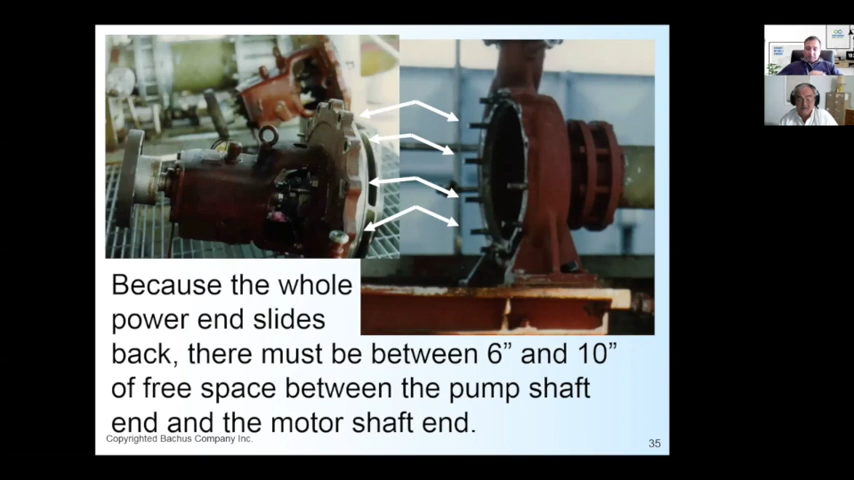 Because the whole
power end slides
back, there must be between 6” and 10”
of free space between the pump shaft
end and the motor shaft end.
Copyrighted Bachus Company Inc.
35